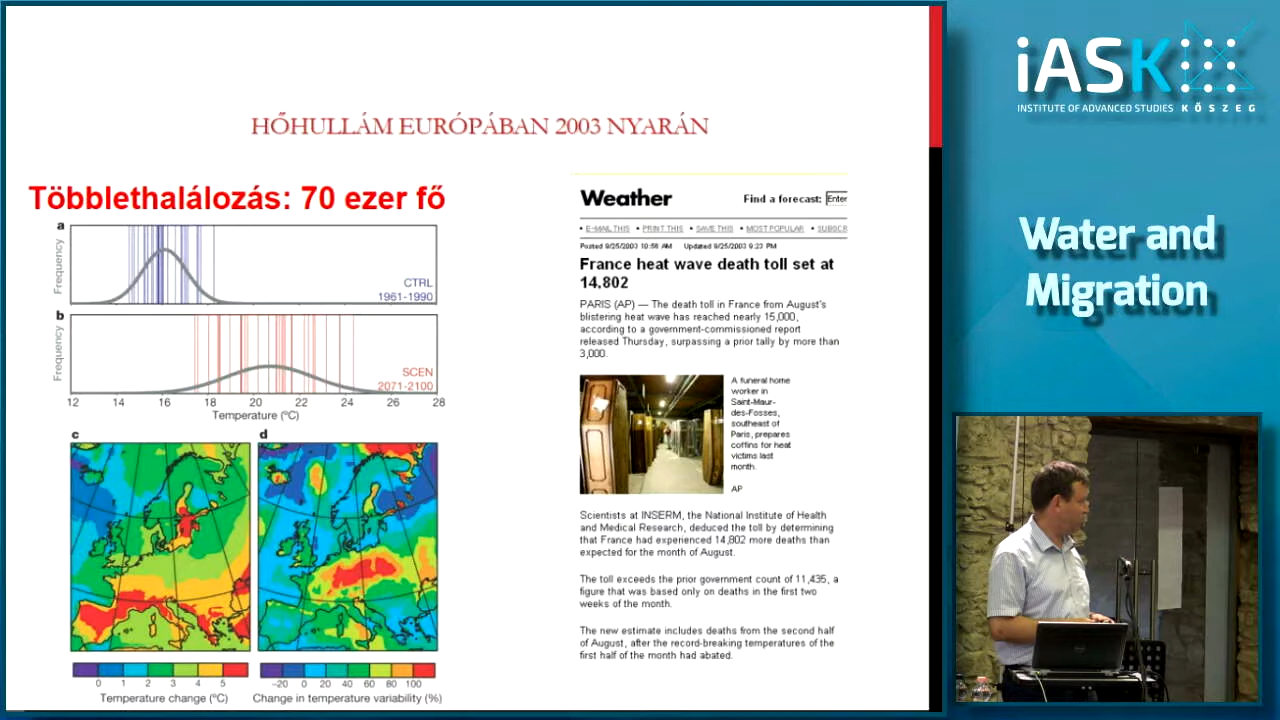 HŐHULLÁM EURÓPÁBAN 2003 NYARÁN
Többlethalálozás: 70 ezer fő
a
Frequency
CTRL
1961-1990
b
Frequency
SCEN
2071-2100
12 14 16 18 20 22 24 26 28
Temperature (ºC)
c
d
0 1 2 3 4 5
Temperature change (ºC)
-20 0 20 40 60 80 100
Change in temperature variability (%)
Weather
Find a forecast: Enter
• E-MAIL THIS • PRINT THIS • SAVE THIS • MOST POPULAR • SUBSCR
Posted 9/25/2003 10:56 AM Updated 9/25/2003 9:23 PM
France heat wave death toll set at
14,802
PARIS (AP) — The death toll in France from August's
blistering heat wave has reached nearly 15,000,
according to a government-commissioned report
released Thursday, surpassing a prior tally by more than
3,000.
A funeral home
worker in
Saint-Maur-
des-Fosses,
southeast of
Paris, prepares
coffins for heat
victims last
month.
AP
Scientists at INSERM, the National Institute of Health
and Medical Research, deduced the toll by determining
that France had experienced 14,802 more deaths than
expected for the month of August.
The toll exceeds the prior government count of 11,435, a
figure that was based only on deaths in the first two
weeks of the month.
The new estimate includes deaths from the second half
of August, after the record-breaking temperatures of the
first half of the month had abated.
iASK
INSTITUTE OF ADVANCED STUDIES KŐSZEG
Water and
Migration